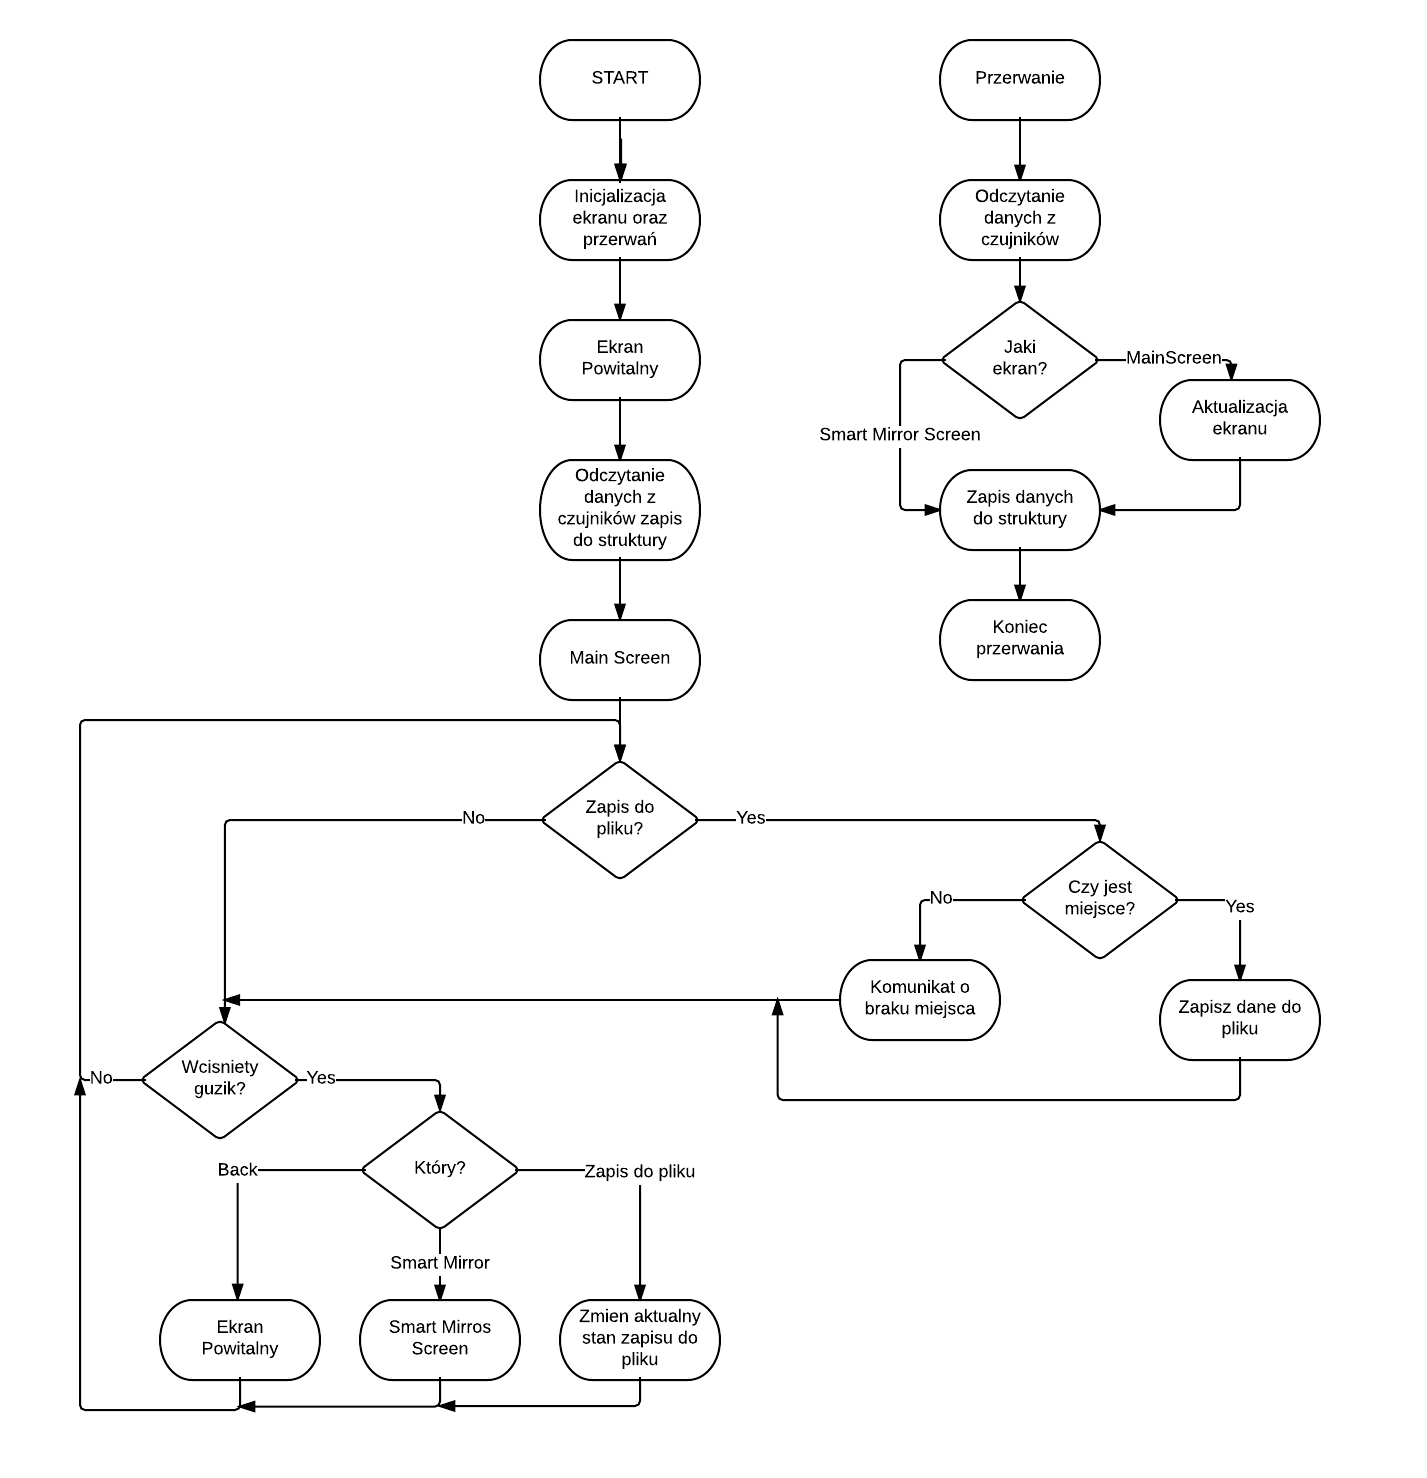 START
Inicjalizacja
ekranu oraz
przerwań
Ekran
Powitalny
Odczytanie
danych z
czujników zapis
do struktury
Main Screen
Przerwanie
Odczytanie
danych z
czujników
Jaki
ekran?
MainScreen
Aktualizacja
ekranu
Smart Mirror Screen
Zapis danych
do struktury
Koniec
przerwania
Zapis do
pliku?
No
Yes
Czy jest
miejsce?
No
Yes
Komunikat o
braku miejsca
Zapisz dane do
pliku
Wcisniety
guzik?
No
Yes
Który?
Back
Smart Mirror
Zapis do pliku
Ekran
Powitalny
Smart Mirros
Screen
Zmien aktualny
stan zapisu do
pliku